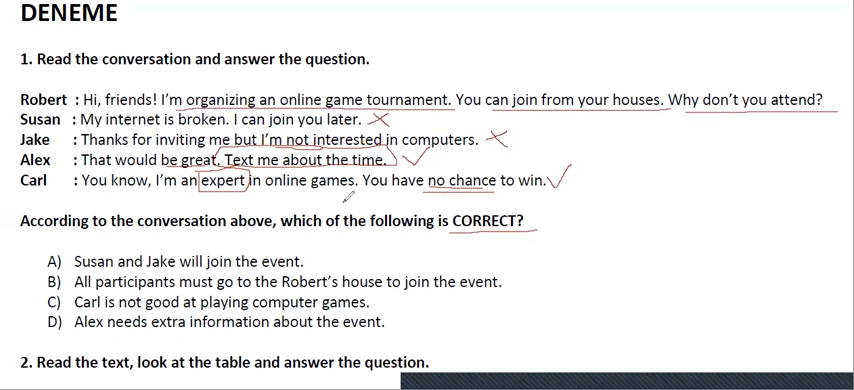 DENEME
1. Read the conversation and answer the question.
Robert : Hi, friends! I'm organizing an online game tournament. You can join from your houses. Why don't you attend?
Susan : My internet is broken. I can join you later.
Jake : Thanks for inviting me but I'm not interested in computers.
Alex : That would be great. Text me about the time.
Carl : You know, I'm an expert in online games. You have no chance to win.
According to the conversation above, which of the following is CORRECT?
A) Susan and Jake will join the event.
B) All participants must go to the Robert's house to join the event.
C) Carl is not good at playing computer games.
D) Alex needs extra information about the event.
2. Read the text, look at the table and answer the question.